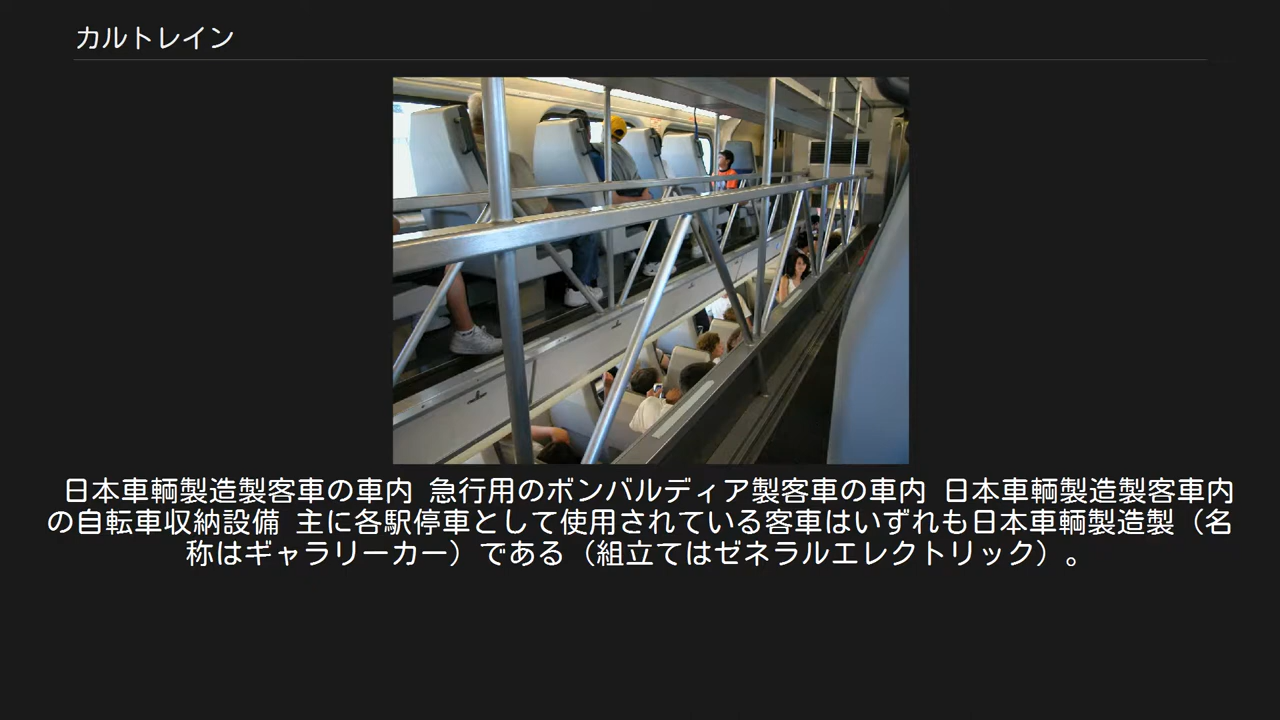 カルトレイン
日本車輌製造製客車の車内 急行用のボンバルディア製客車の車内 日本車輌製造製客車内
の自転車収納設備 主に各駅停車として使用されている客車はいずれも日本車輌製造製（名
称はギャラリーカー）である（組立てはゼネラルエレクトリック）。